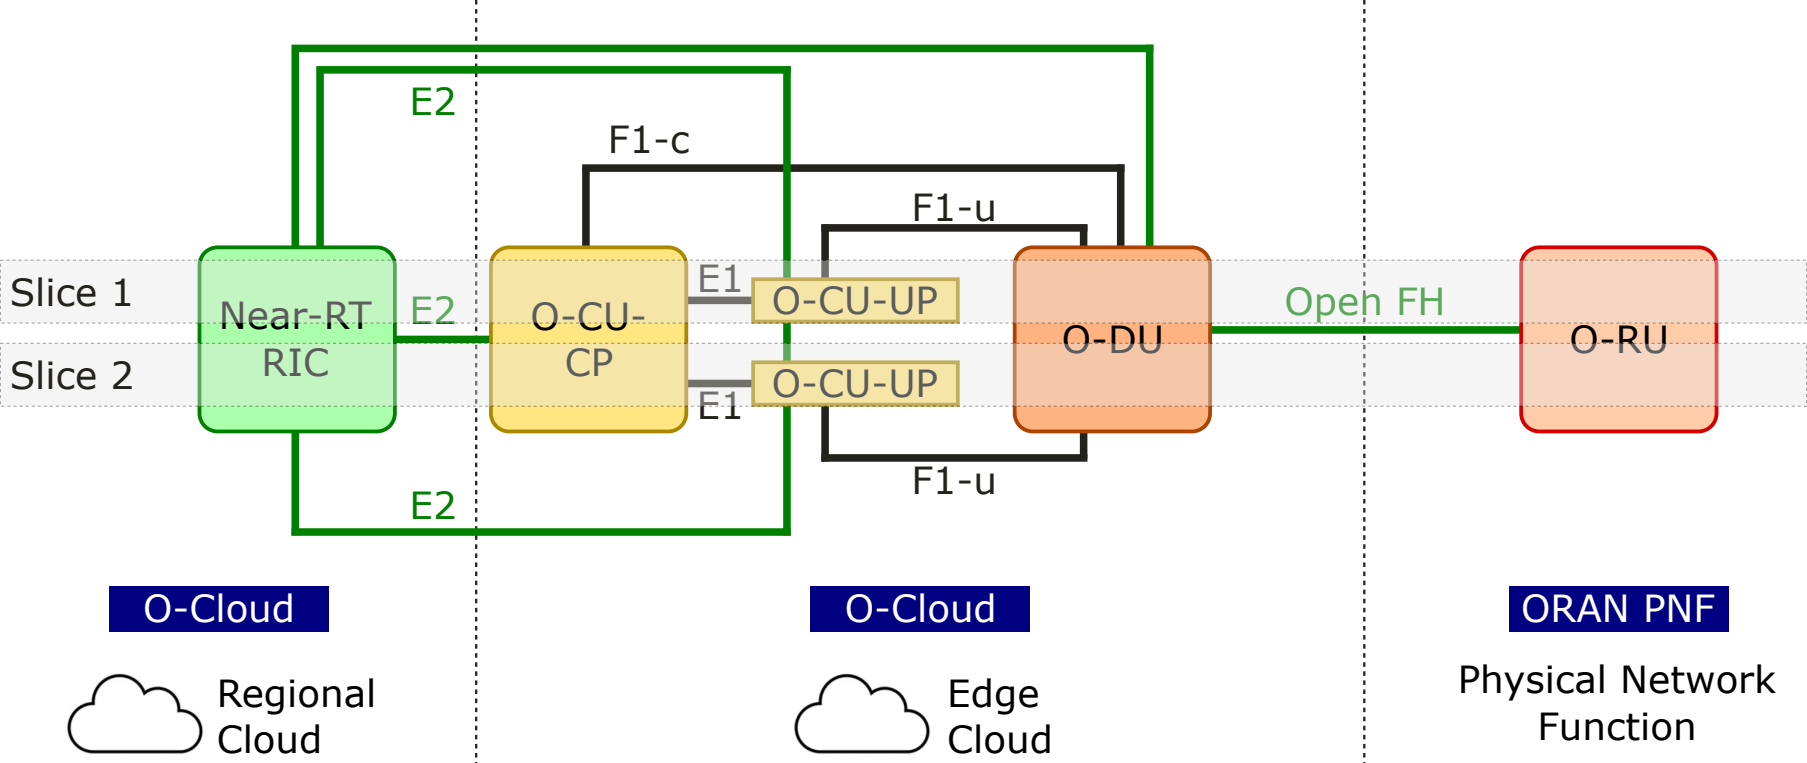 E2
F1-c
F1-u
Slice 1
E1
Near-RT
RIC
E2
O-CU-
CP
O-CU-UP
O-DU
Open FH
O-RU
Slice 2
O-CU-UP
E1
F1-u
E2
O-Cloud
O-Cloud
ORAN PNF
Regional
Cloud
Edge
Cloud
Physical Network
Function